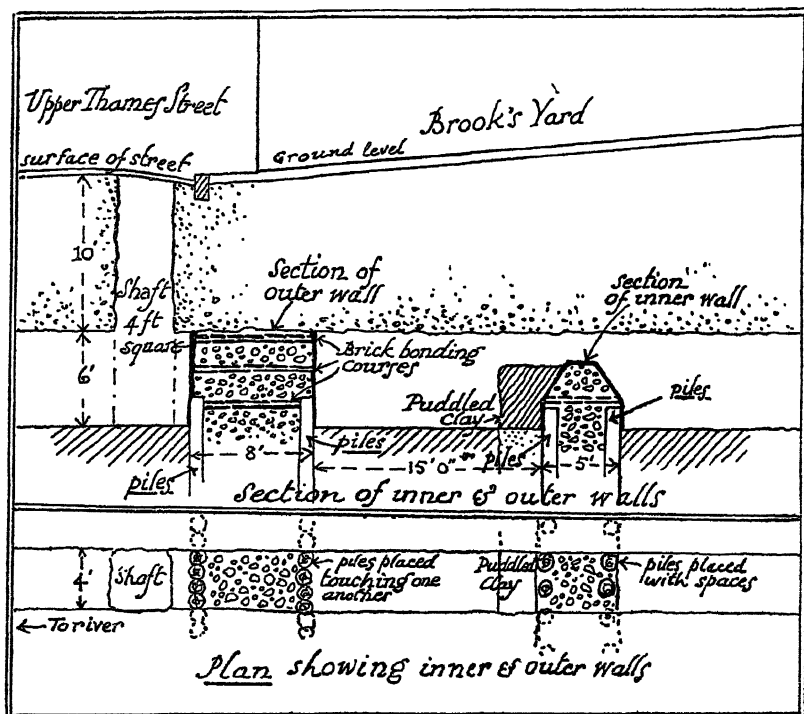 Upper Thames Street
Brook's Yard
surface of street
Ground level
10'
Shaft
4 ft
square
Section of
outer wall
Section
of inner wall
6'
Brick bonding
courses
Puddled
Clay
piles
piles
piles
piles
8'
15'0"
5'
Section of inner & outer walls
4'
Shaft
piles placed
touching one
another
Puddled
Clay
piles placed
with spaces
← To river
Plan showing inner & outer walls